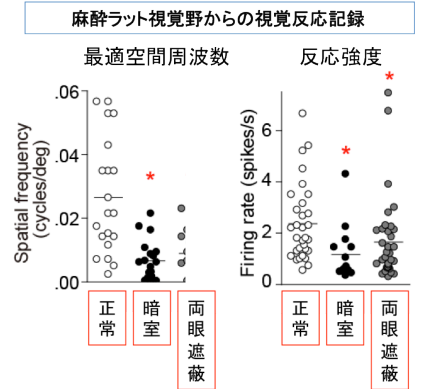 麻酔ラット視覚野からの視覚反応記録
最適空間周波数
反応強度
Spatial frequency
(cycles/deg)
.06
.04
.02
.00
*
正常
暗室
両眼遮蔽
Firing rate (spikes/s)
6
4
2
0
*
*
正常
暗室
両眼遮蔽